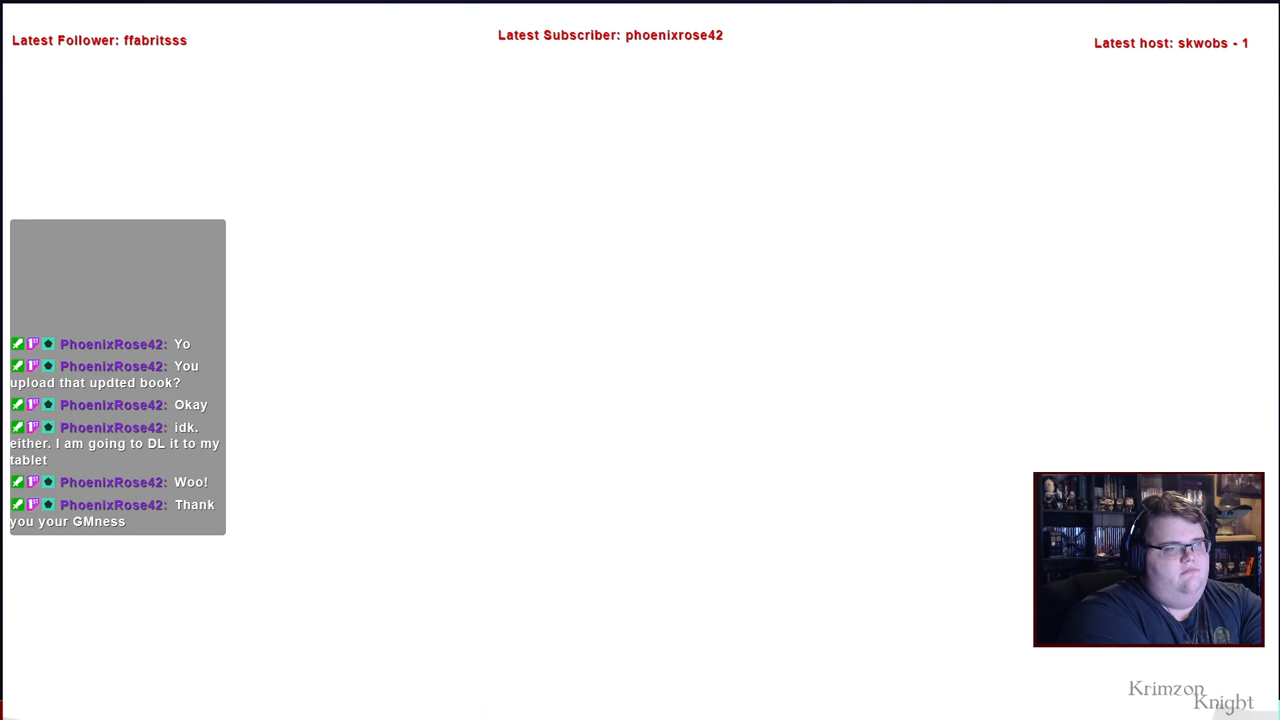 Latest Follower: ffabritsss
Latest Subscriber: phoenixrose42
Latest host: skwobs - 1
PhoenixRose42: Yo
PhoenixRose42: You
upload that updted book?
PhoenixRose42: Okay
PhoenixRose42: idk.
either. I am going to DL it to my
tablet
PhoenixRose42: Woo!
PhoenixRose42: Thank
you your GMness
Krimzon
Knight